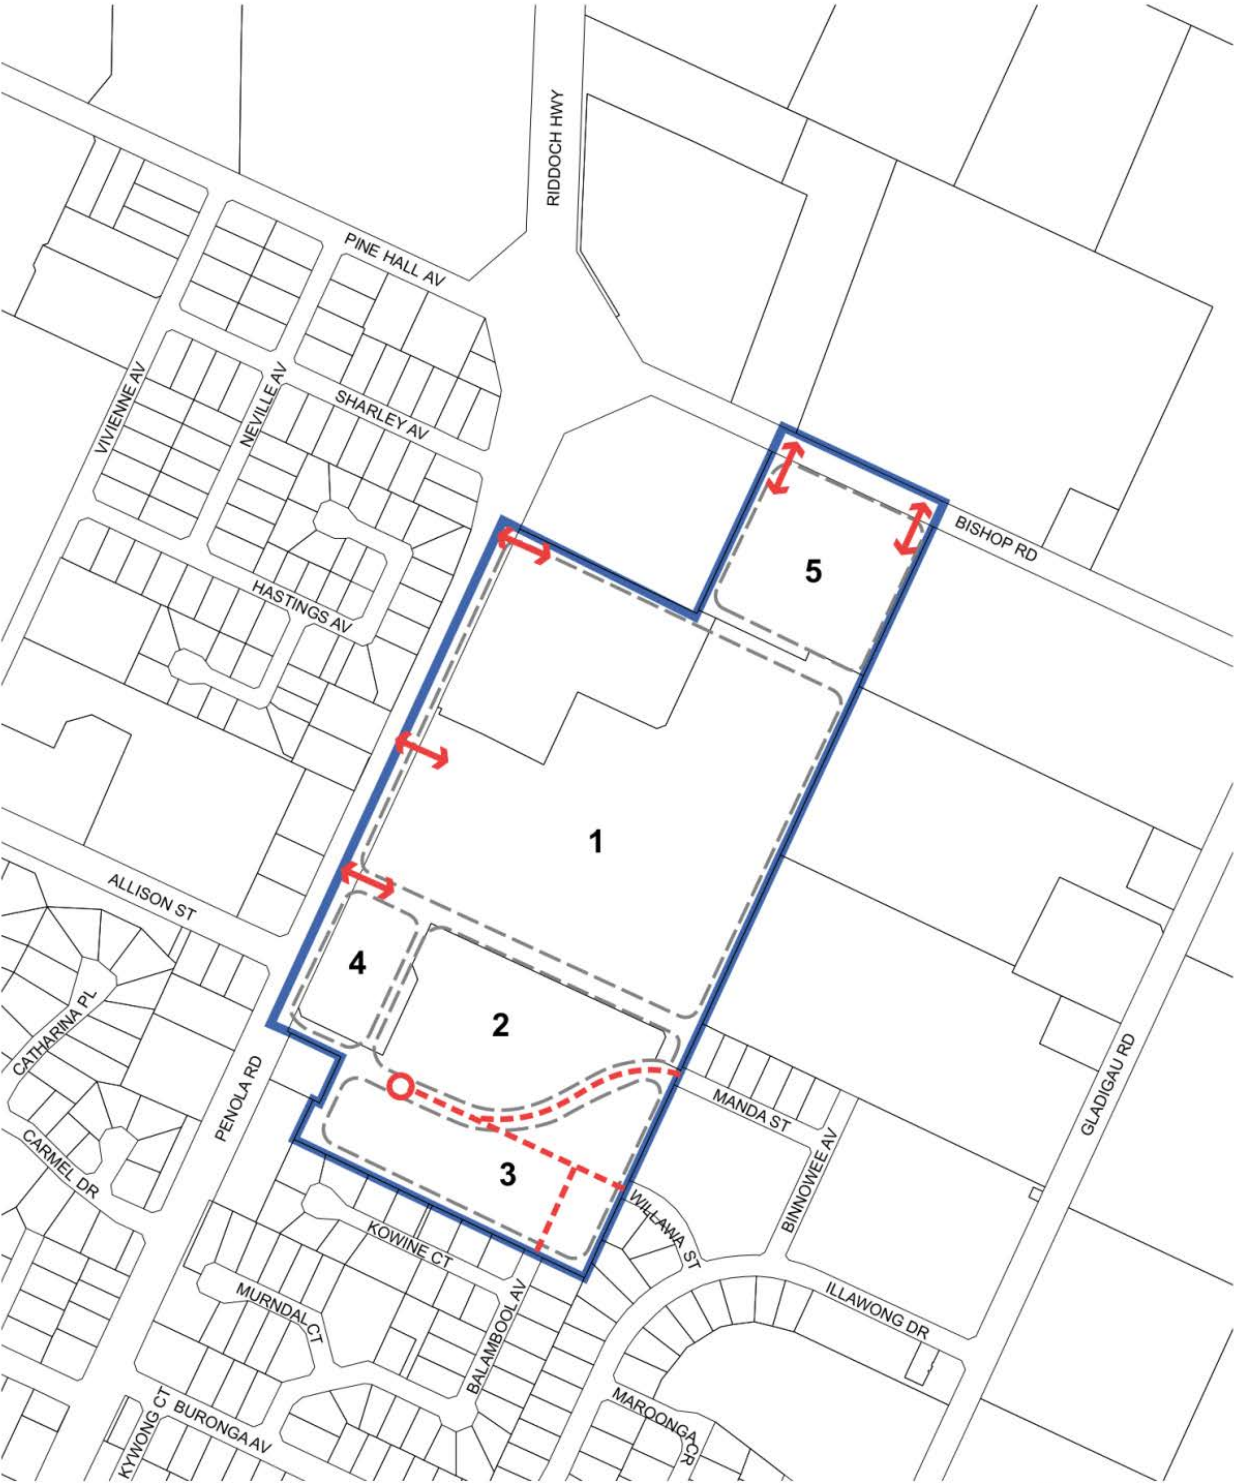 RIDDOCH HWY
PINE HALL AV
VIVIENNE AV
NEVILLE AV
SHARLEY AV
BISHOP RD
5
HASTINGS AV
1
ALLISON ST
4
CATHARINA PL
2
PENOLA RD
MANDA ST
GLADIGAU RD
CARMEL DR
3
BINNOWEE AV
WILLAWA ST
KOWINE CT
MURNDAL CT
BALAMBOOL AV
ILLAWONG DR
KYWONG CT
BURONGA AV
MAROONGA CR